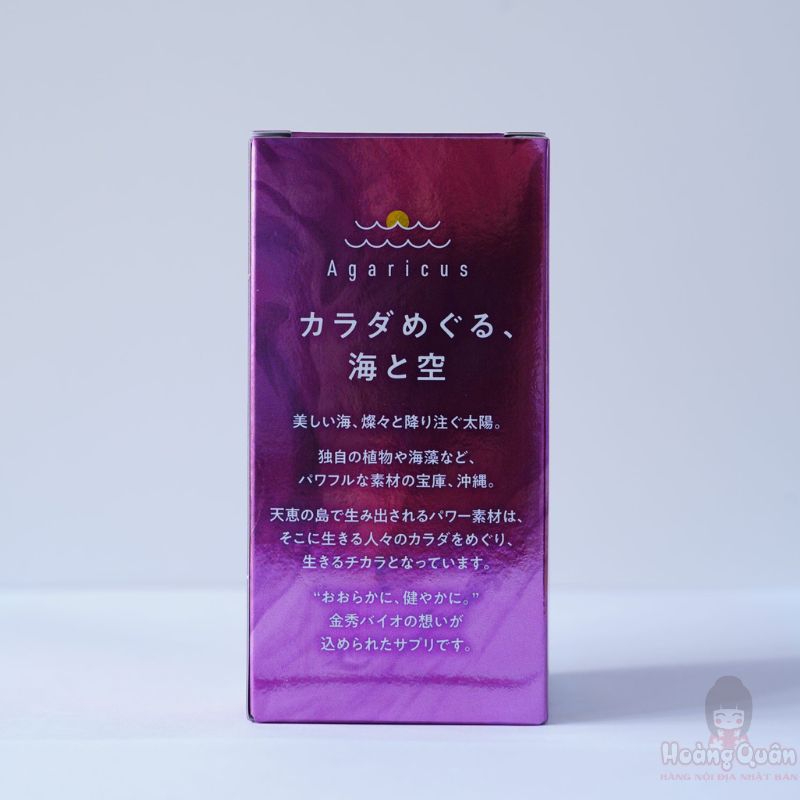 Agaricus
カラダめぐる、
海と空
美しい海、燦々と降り注ぐ太陽。
独自の植物や海藻など、
パワフルな素材の宝庫、沖縄。
天恵の島で生み出されるパワー素材は、
そこに生きる人々のカラダをめぐり、
生きるチカラとなっています。
“おおらかに、健やかに。”
金秀バイオの想いが
込められたサプリです。
Hoàng Quân
HÀNG NỘI ĐỊA NHẬT BẢN